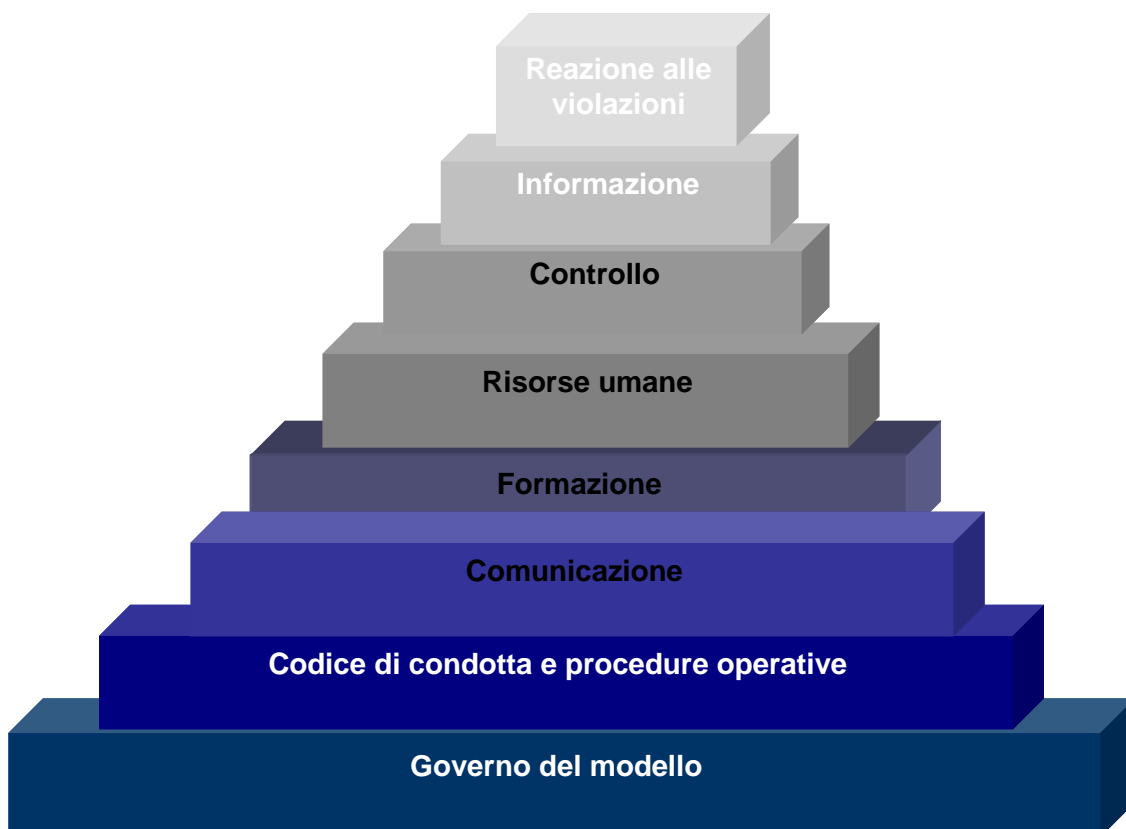 Reazione alle
violazioni
Informazione
Controllo
Risorse umane
Formazione
Comunicazione
Codice di condotta e procedure operative
Governo del modello